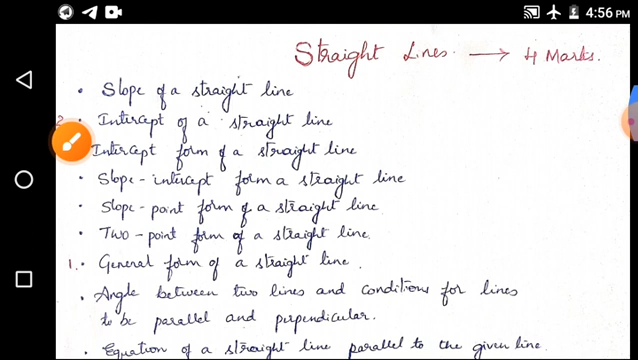 4:56 PM
Straight Lines. → 4 Marks.
• Slope of a straight line
2. • Intercept of a straight line
Intercept form of a straight line
• Slope-intercept form a straight line
• Slope-point form of a straight line
• Two-point form of a straight line.
1. • General form of a straight line.
• Angle between two lines and conditions for lines
to be parallel and perpendicular.
• Equation of a straight line parallel to the given line.